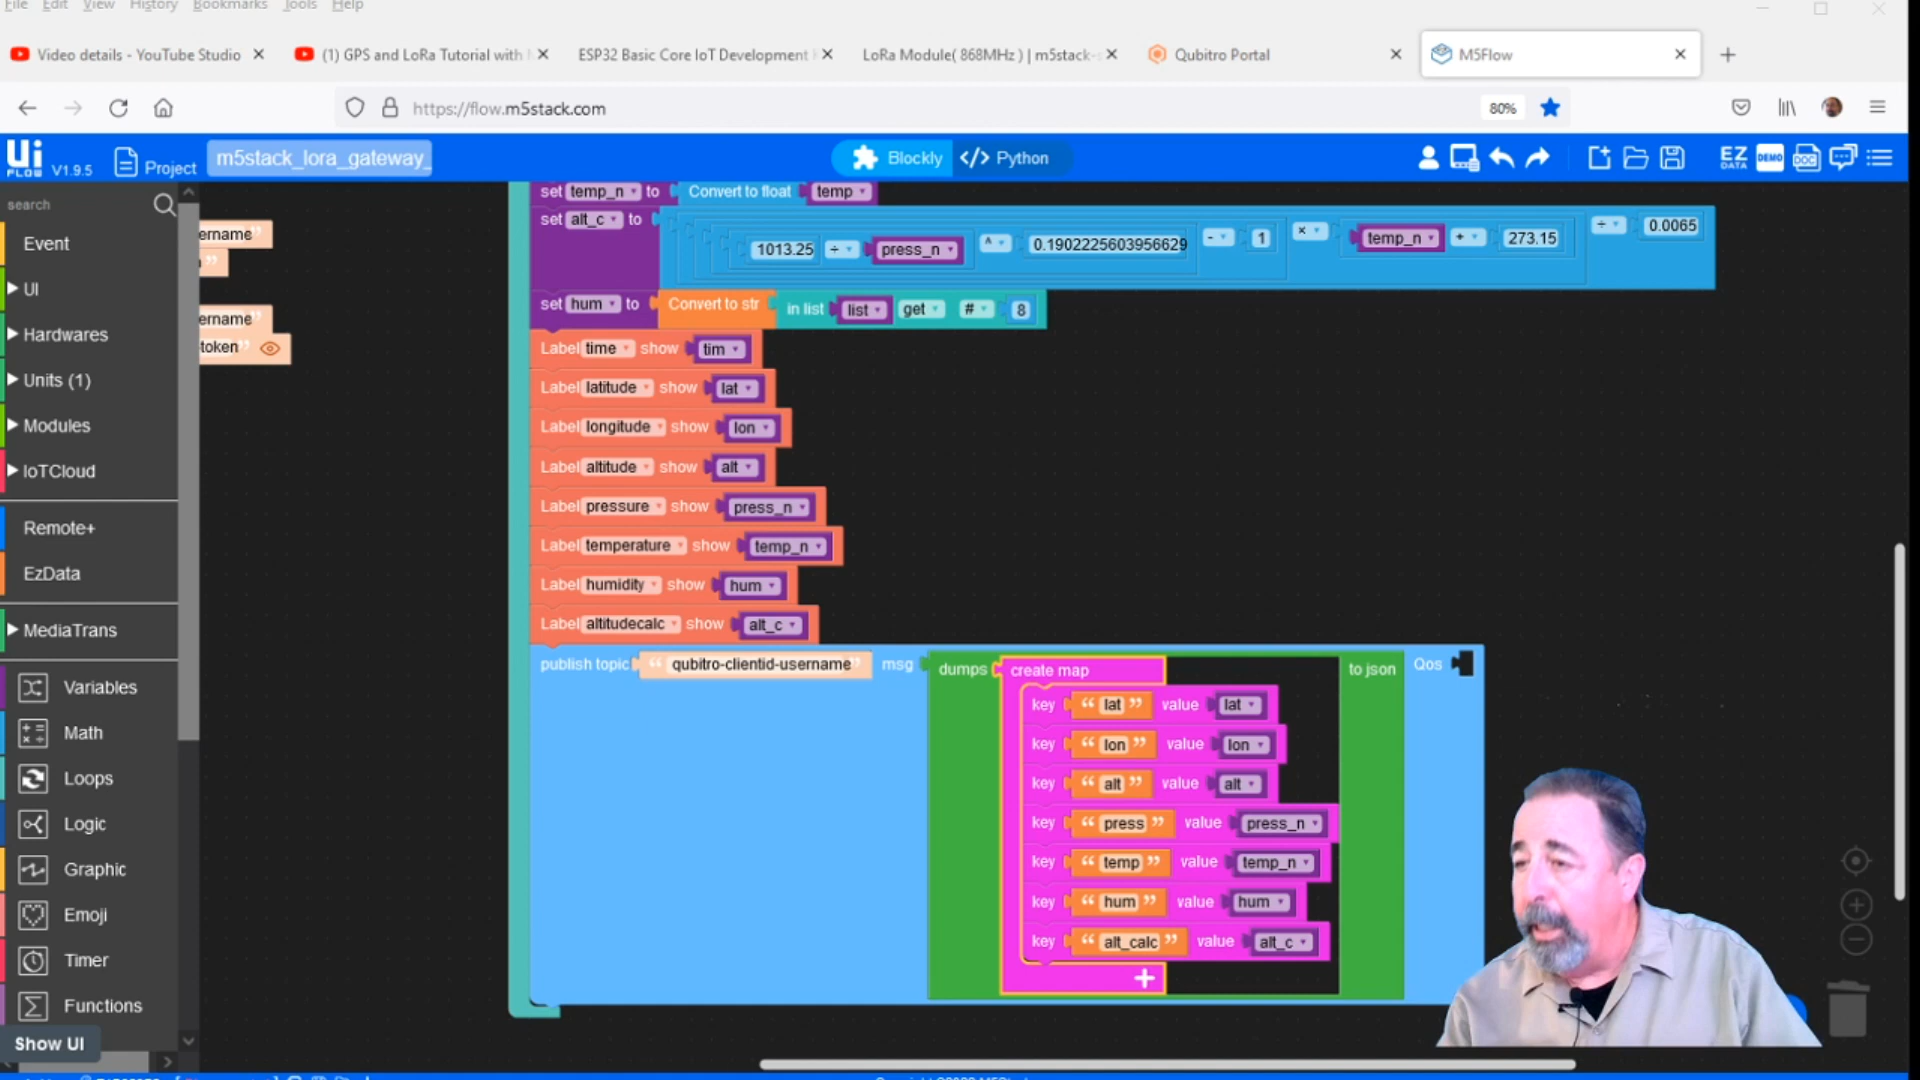 File Edit View History Bookmarks Tools Help
Video details - YouTube Studio
(1) GPS and LoRa Tutorial with
ESP32 Basic Core IoT Development
LoRa Module( 868MHz ) | m5stack-
Qubitro Portal
M5Flow
https://flow.m5stack.com
80%
Ui
FLOW V1.9.5
Project
m5stack_lora_gateway_
Blockly
</> Python
EZ DATA
DEMO
DOC
search
Event
UI
Hardwares
Units (1)
Modules
IoTCloud
Remote+
EzData
MediaTrans
Variables
Math
Loops
Logic
Graphic
Emoji
Timer
Functions
Show UI
ername”
”
ername”
token”
set temp_n to Convert to float temp
set alt_c to 1013.25 ÷ press_n ^ 0.1902225603956629 - 1 × temp_n + 273.15 ÷ 0.0065
set hum to Convert to str in list list get # 8
Label time show tim
Label latitude show lat
Label longitude show lon
Label altitude show alt
Label pressure show press_n
Label temperature show temp_n
Label humidity show hum
Label altitudecalc show alt_c
publish topic “ qubitro-clientid-username ” msg dumps create map to json Qos
key “ lat ” value lat
key “ lon ” value lon
key “ alt ” value alt
key “ press ” value press_n
key “ temp ” value temp_n
key “ hum ” value hum
key “ alt_calc ” value alt_c